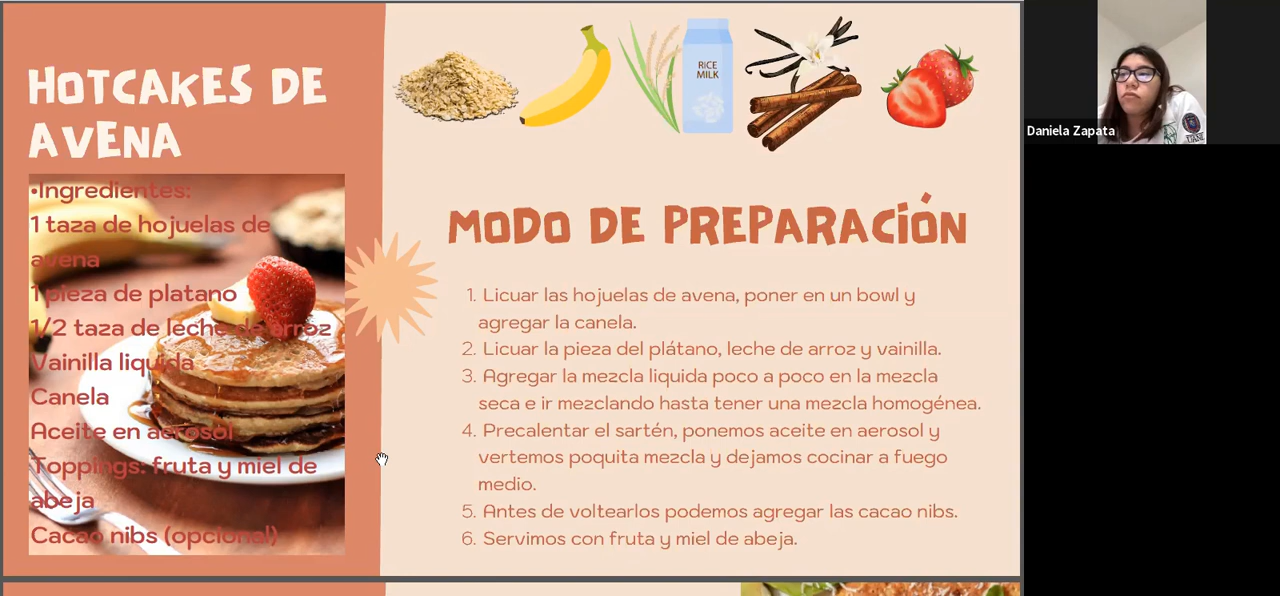 HOTCAKES DE
AVENA
•Ingredientes:
1 taza de hojuelas de
avena
1 pieza de platano
1/2 taza de leche de arroz
Vainilla liquida
Canela
Aceite en aerosol
Toppings: fruta y miel de
abeja
Cacao nibs (opcional)
RICE
MILK
MODO DE PREPARACIÓN
1. Licuar las hojuelas de avena, poner en un bowl y
agregar la canela.
2. Licuar la pieza del plátano, leche de arroz y vainilla.
3. Agregar la mezcla liquida poco a poco en la mezcla
seca e ir mezclando hasta tener una mezcla homogénea.
4. Precalentar el sartén, ponemos aceite en aerosol y
vertemos poquita mezcla y dejamos cocinar a fuego
medio.
5. Antes de voltearlos podemos agregar las cacao nibs.
6. Servimos con fruta y miel de abeja.
Daniela Zapata
UANL